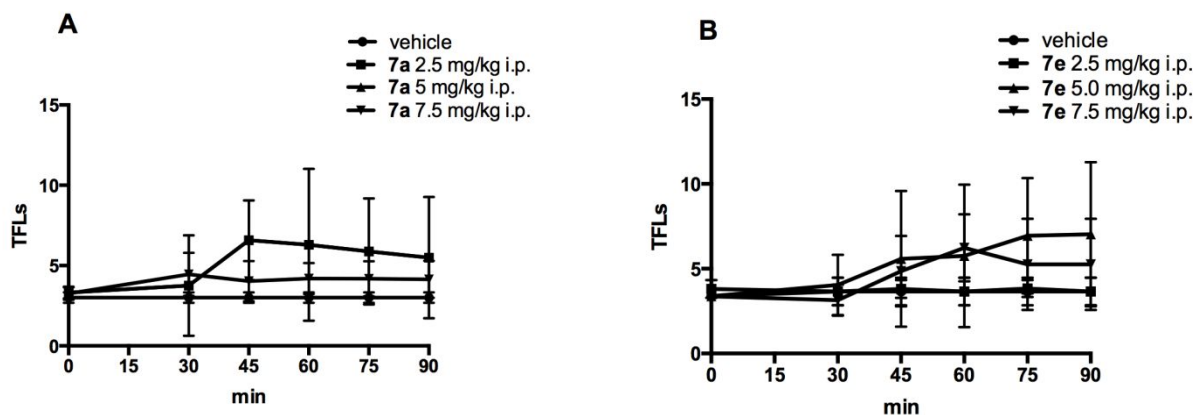 A
vehicle
7a 2.5 mg/kg i.p.
7a 5 mg/kg i.p.
7a 7.5 mg/kg i.p.
15
10
5
0
TFLs
0 15 30 45 60 75 90
min
B
vehicle
7e 2.5 mg/kg i.p.
7e 5.0 mg/kg i.p.
7e 7.5 mg/kg i.p.
15
10
5
0
TFLs
0 15 30 45 60 75 90
min